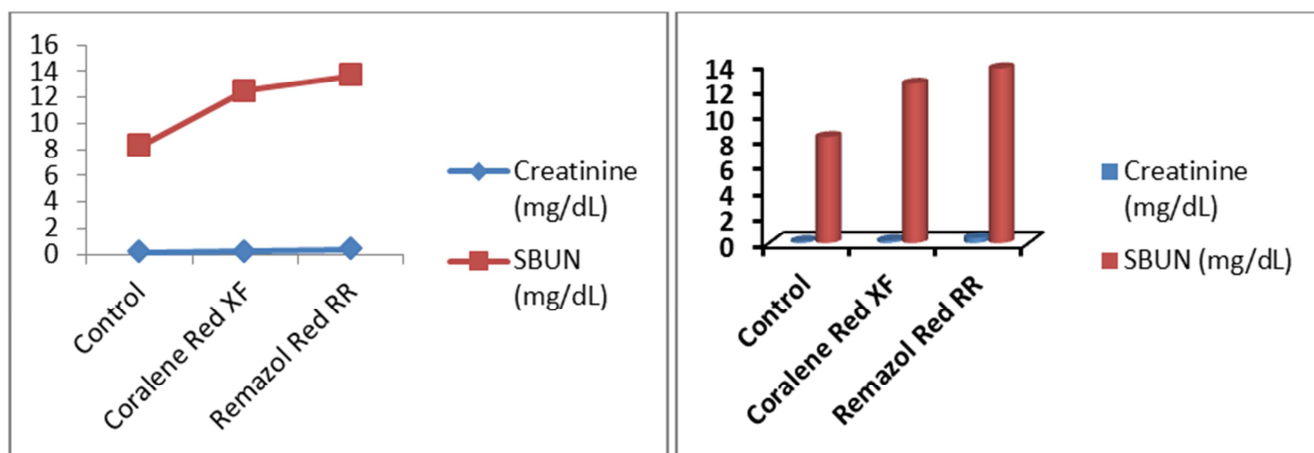 16
14
12
10
8
6
4
2
0
Control
Coralene Red XF
Remazol Red RR
Creatinine
(mg/dL)
SBUN
(mg/dL)
14
12
10
8
6
4
2
0
Control
Coralene Red XF
Remazol Red RR
Creatinine
(mg/dL)
SBUN (mg/dL)